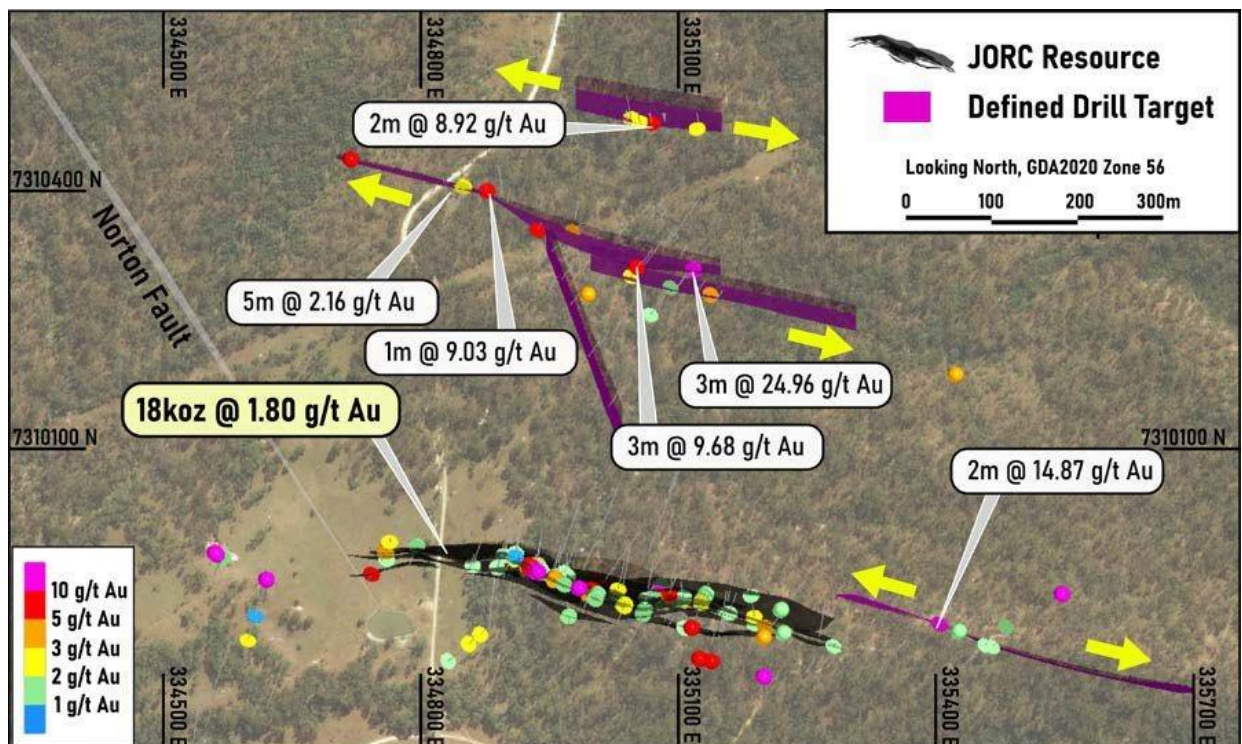 334500 E
334800 E
335100 E
JORC Resource
Defined Drill Target
Looking North, GDA2020 Zone 56
0 100 200 300m
2m @ 8.92 g/t Au
7310400 N
Norton Fault
5m @ 2.16 g/t Au
1m @ 9.03 g/t Au
3m @ 24.96 g/t Au
18koz @ 1.80 g/t Au
7310100 N
3m @ 9.68 g/t Au
7310100 N
2m @ 14.87 g/t Au
10 g/t Au
5 g/t Au
3 g/t Au
2 g/t Au
1 g/t Au
334500 E
334800 E
335100 E
335400 E
335700 E